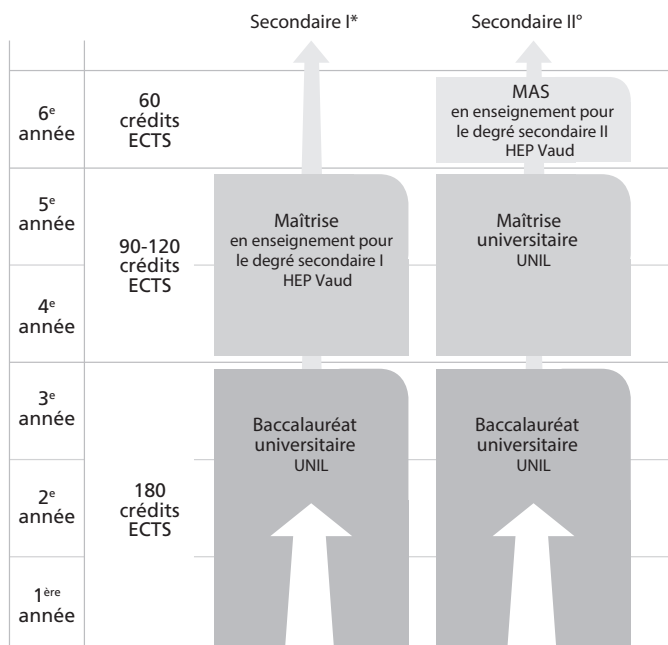 Secondaire I*
Secondaire II°
6e
année
60
crédits
ECTS
MAS
en enseignement pour
le degré secondaire II
HEP Vaud
5e
année
90-120
crédits
ECTS
Maîtrise
en enseignement pour
le degré secondaire I
HEP Vaud
Maîtrise
universitaire
UNIL
4e
année
3e
année
Baccalauréat
universitaire
UNIL
Baccalauréat
universitaire
UNIL
2e
année
180
crédits
ECTS
1ère
année